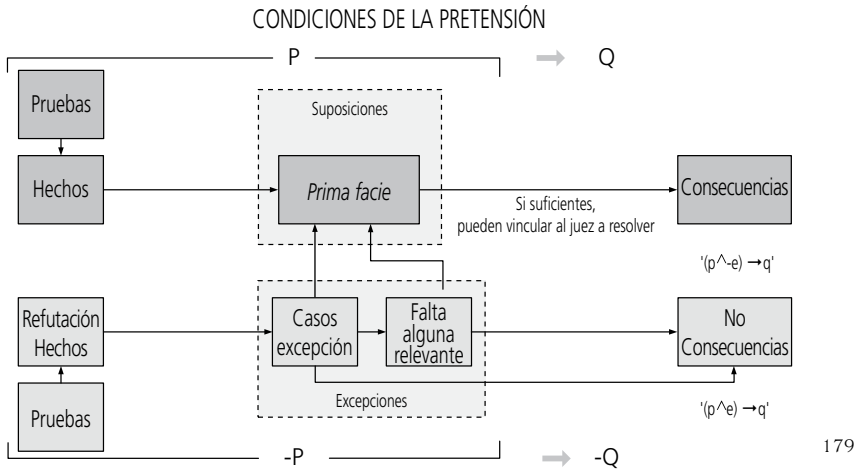 CONDICIONES DE LA PRETENSIÓN
P → Q
Pruebas
Suposiciones
Hechos
Prima facie
Consecuencias
Si suficientes,
pueden vincular al juez a resolver
'(p^-e) →q'
Refutación
Hechos
Casos
excepción
Falta
alguna
relevante
No
Consecuencias
Excepciones
Pruebas
'(p^e) →q'
179
-P → -Q